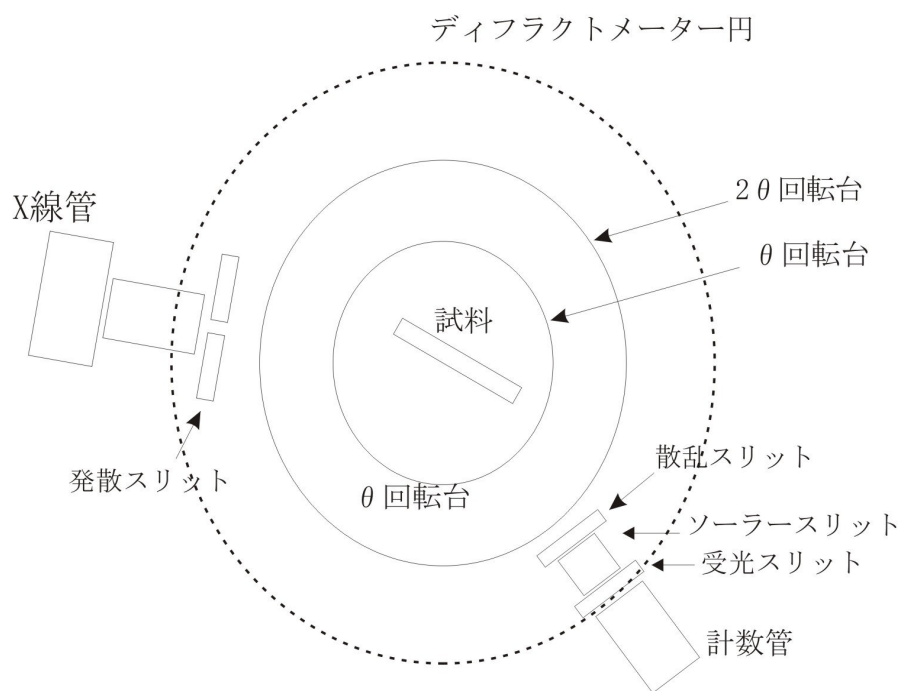 ディフラクトメーター円
2θ回転台
X線管
θ回転台
試料
散乱スリット
発散スリット
θ回転台
ソーラースリット
受光スリット
計数管